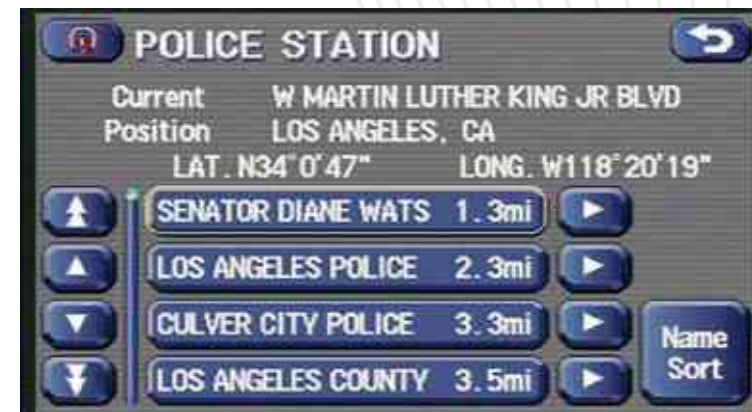 POLICE STATION
Current W MARTIN LUTHER KING JR BLVD
Position LOS ANGELES, CA
LAT. N34°0'47" LONG. W118°20'19"
SENATOR DIANE WATS 1.3mi
LOS ANGELES POLICE 2.3mi
CULVER CITY POLICE 3.3mi
LOS ANGELES COUNTY 3.5mi
Name
Sort